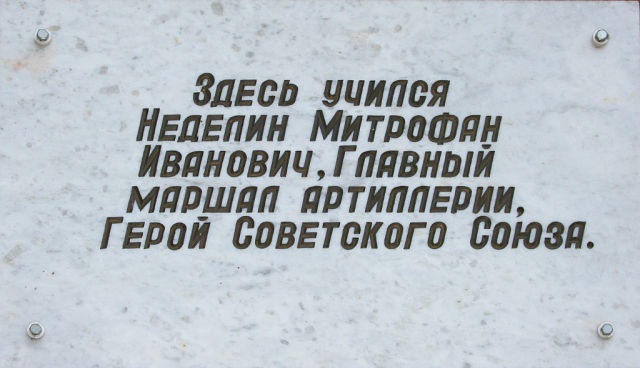 Здесь учился
Неделин Митрофан
Иванович, Главный
маршал артиллерии,
Герой Советского Союза.